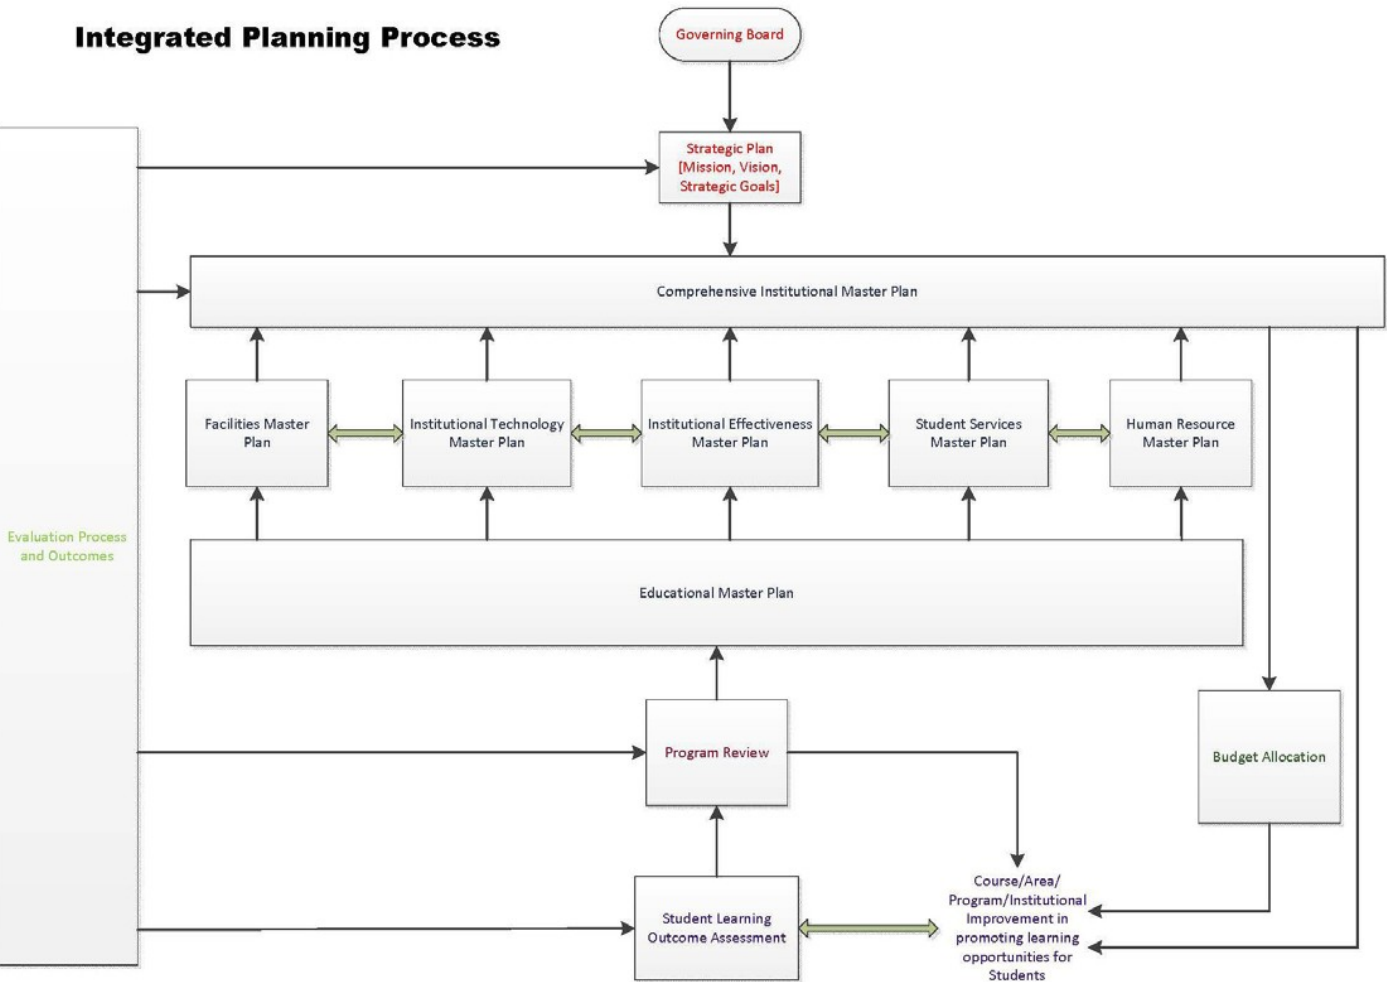 Integrated Planning Process
Governing Board
Strategic Plan
[Mission, Vision,
Strategic Goals]
Comprehensive Institutional Master Plan
Facilities Master
Plan
Institutional Technology
Master Plan
Institutional Effectiveness
Master Plan
Student Services
Master Plan
Human Resource
Master Plan
Evaluation Process
and Outcomes
Educational Master Plan
Program Review
Budget Allocation
Student Learning
Outcome Assessment
Course/Area/
Program/Institutional
Improvement in
promoting learning
opportunities for
Students